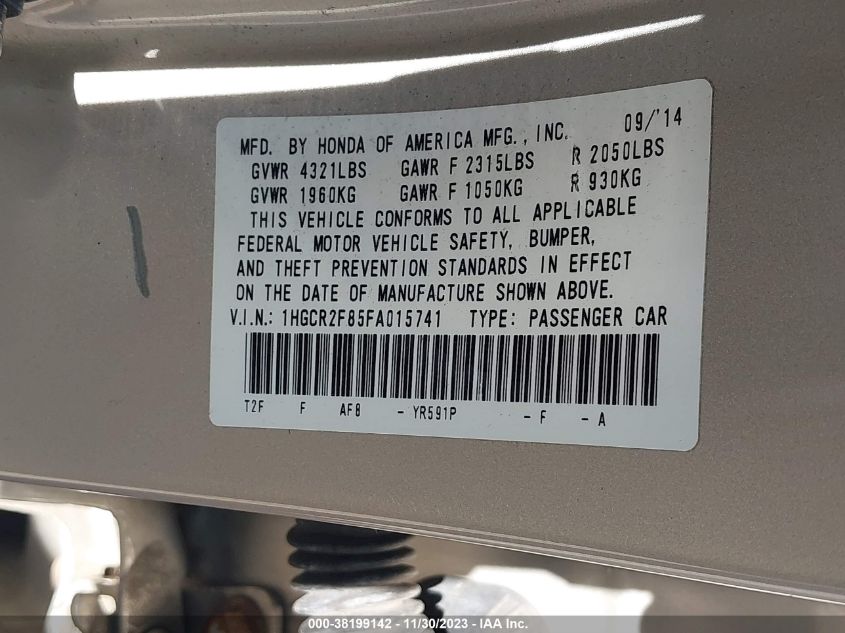 MFD. BY HONDA OF AMERICA MFG., INC. 09/'14
GVWR 4321LBS GAWR F 2315LBS R 2050LBS
GVWR 1960KG GAWR F 1050KG R 930KG
THIS VEHICLE CONFORMS TO ALL APPLICABLE
FEDERAL MOTOR VEHICLE SAFETY, BUMPER,
AND THEFT PREVENTION STANDARDS IN EFFECT
ON THE DATE OF MANUFACTURE SHOWN ABOVE.
V.I.N.: 1HGCR2F85FA015741 TYPE: PASSENGER CAR
T2F F AF8 - YR591P - F - A
000-38199142 - 11/30/2023 - IAA Inc.